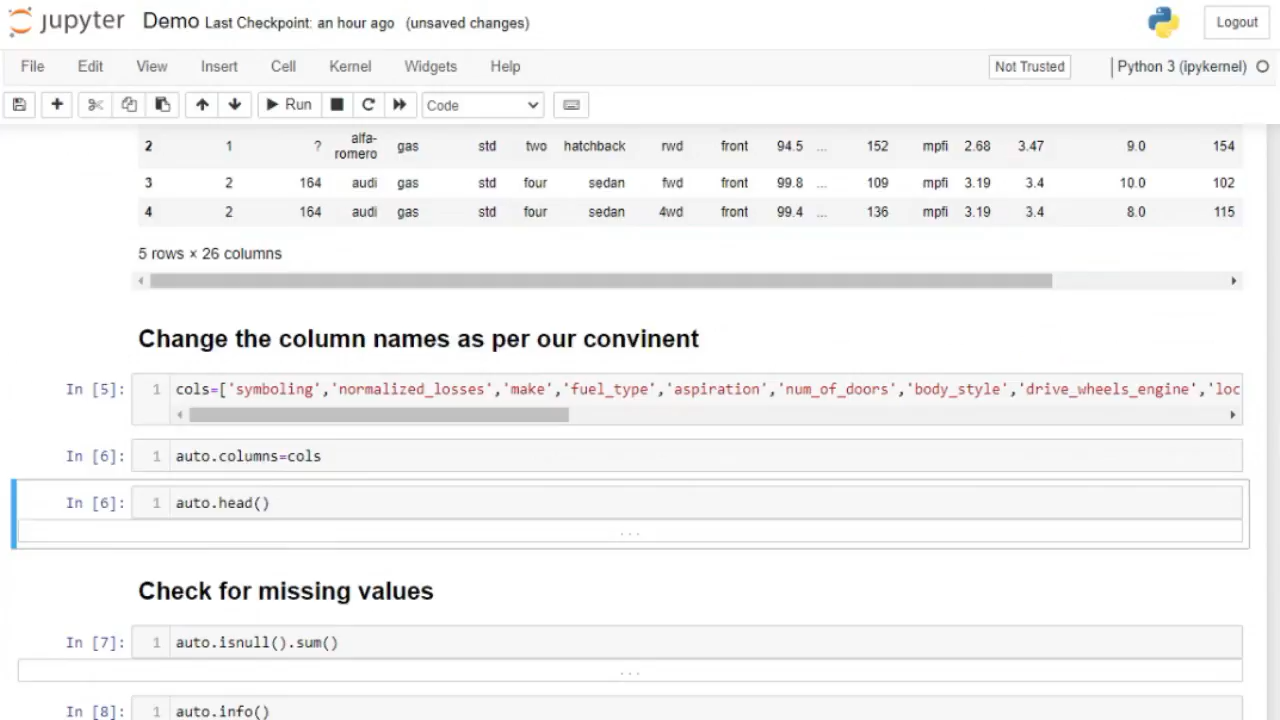 jupyter Demo Last Checkpoint: an hour ago (unsaved changes) Logout
File Edit View Insert Cell Kernel Widgets Help Not Trusted Python 3 (ipykernel)
Run Code
2 1 ? alfa-romero gas std two hatchback rwd front 94.5 ... 152 mpfi 2.68 3.47 9.0 154
3 2 164 audi gas std four sedan fwd front 99.8 ... 109 mpfi 3.19 3.4 10.0 102
4 2 164 audi gas std four sedan 4wd front 99.4 ... 136 mpfi 3.19 3.4 8.0 115
5 rows × 26 columns
Change the column names as per our convinent
In [5]: 1 cols=['symboling','normalized_losses','make','fuel_type','aspiration','num_of_doors','body_style','drive_wheels_engine','loc
In [6]: 1 auto.columns=cols
In [6]: 1 auto.head()
...
Check for missing values
In [7]: 1 auto.isnull().sum()
...
In [8]: 1 auto.info()